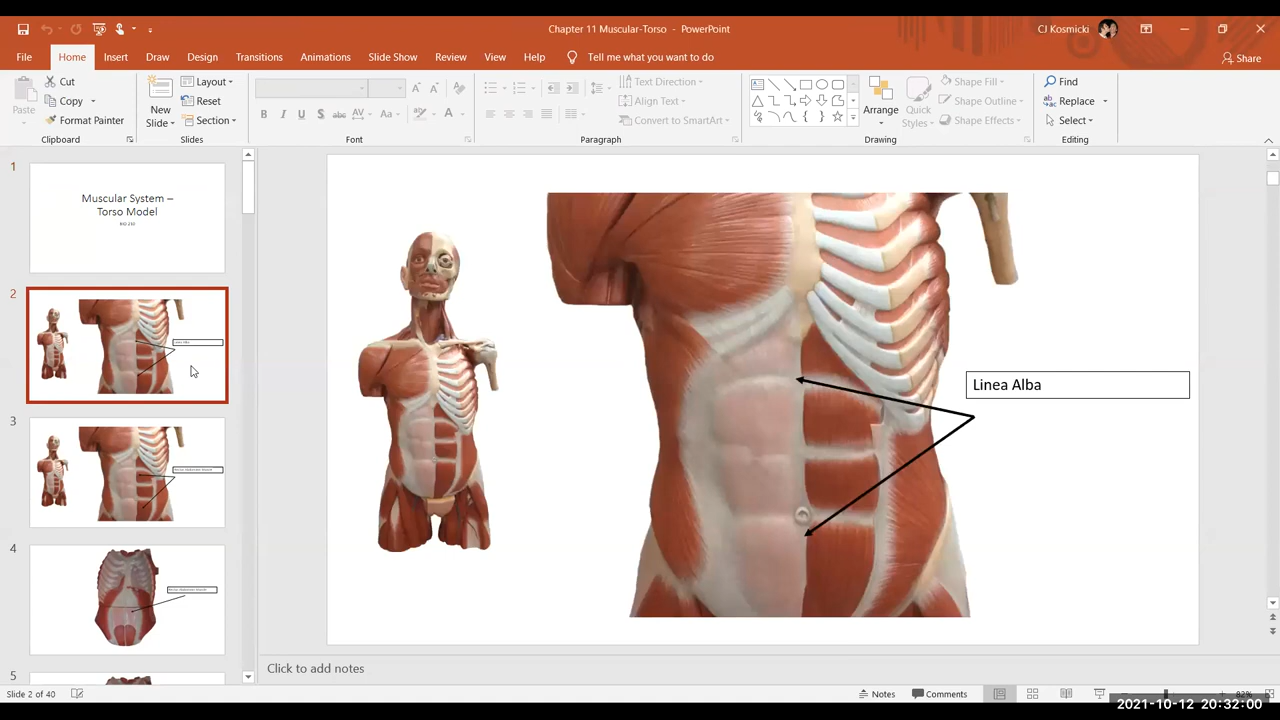 Chapter 11 Muscular-Torso - PowerPoint
CJ Kosmicki
File Home Insert Draw Design Transitions Animations Slide Show Review View Help Tell me what you want to do
Share
Paste
Cut
Copy
Format Painter
Clipboard
New Slide
Layout
Reset
Section
Slides
Font
Text Direction
Align Text
Convert to SmartArt
Paragraph
Arrange
Quick Styles
Shape Fill
Shape Outline
Shape Effects
Drawing
Find
Replace
Select
Editing
1
Muscular System –
Torso Model
2
3
4
5
Linea Alba
Click to add notes
Slide 2 of 40
Notes
Comments
82%
2021-10-12 20:32:00